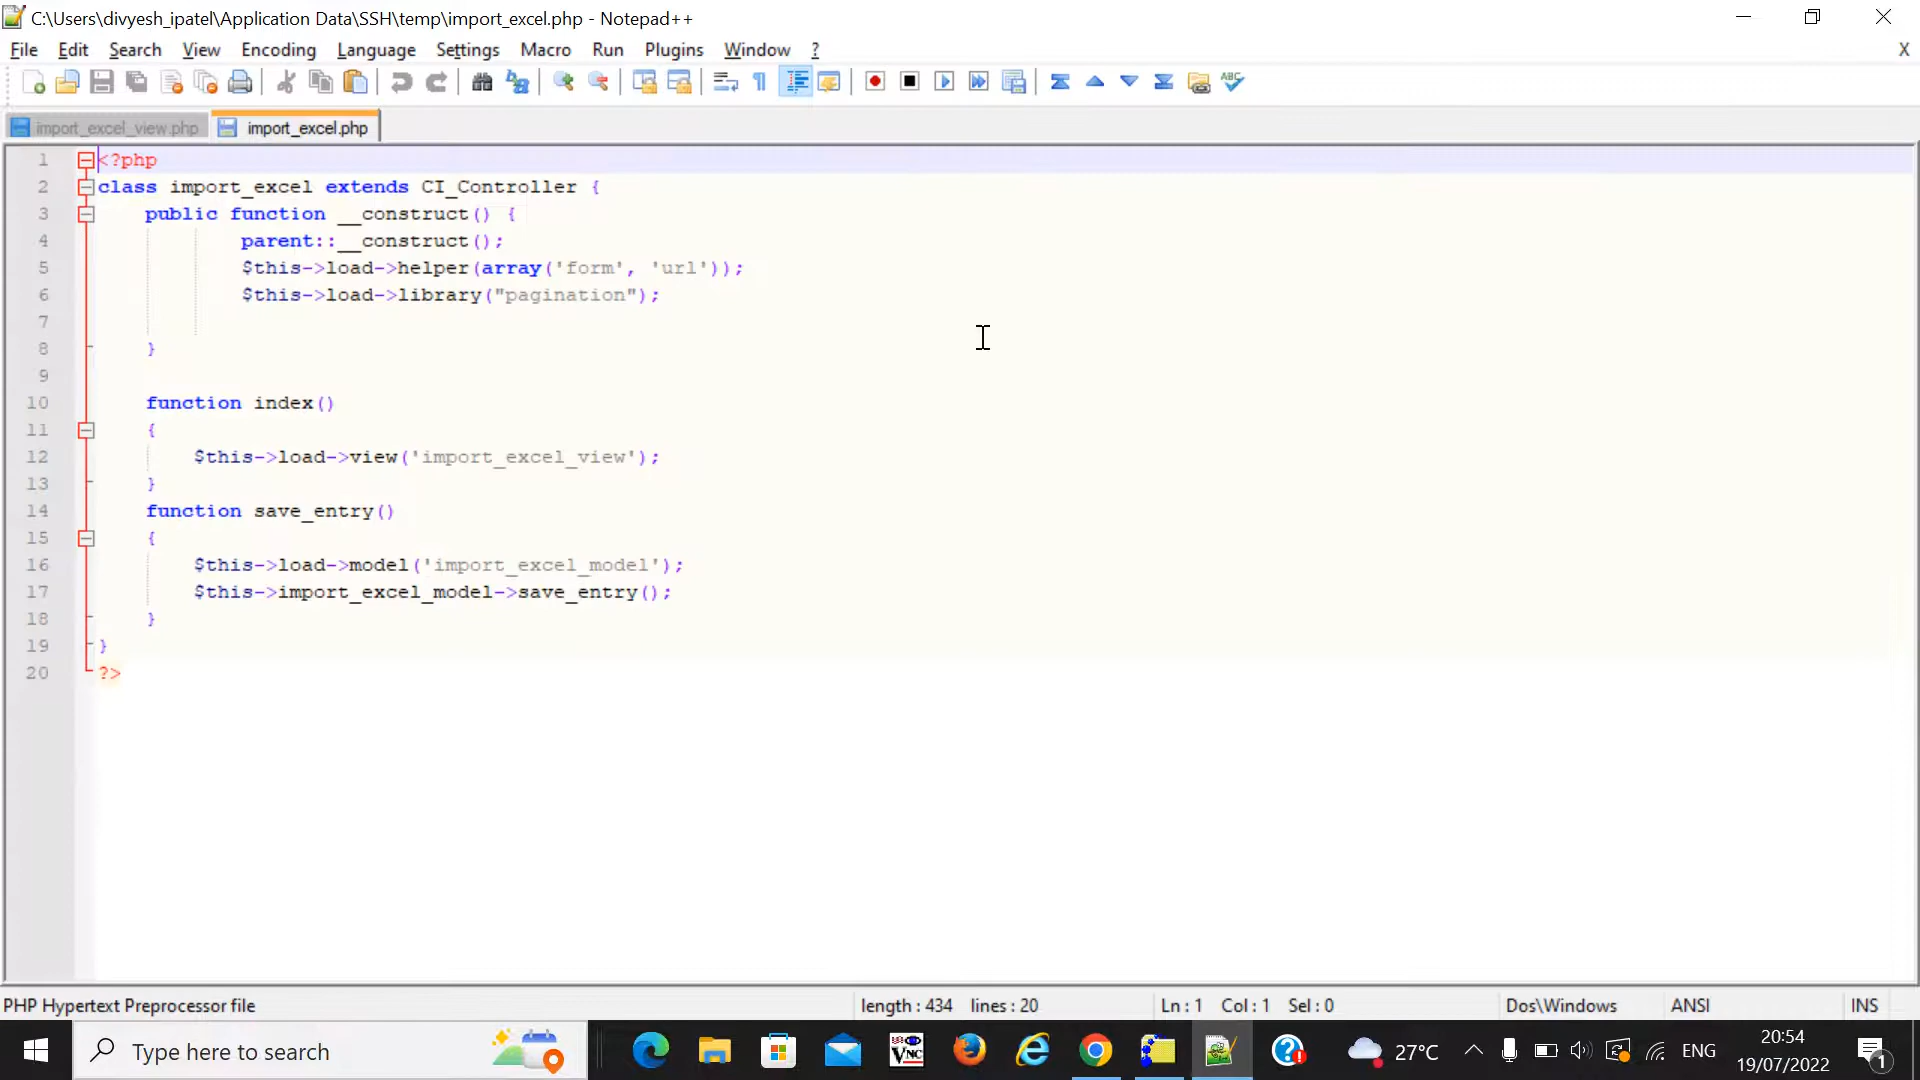 C:\Users\divyesh_ipatel\Application Data\SSH\temp\import_excel.php - Notepad++
File Edit Search View Encoding Language Settings Macro Run Plugins Window ? X
import_excel_view.php import_excel.php
1 <?php
2 class import_excel extends CI_Controller {
3 public function __construct() {
4 parent::__construct();
5 $this->load->helper(array('form', 'url'));
6 $this->load->library("pagination");
7
8 }
9
10 function index()
11 {
12 $this->load->view('import_excel_view');
13 }
14 function save_entry()
15 {
16 $this->load->model('import_excel_model');
17 $this->import_excel_model->save_entry();
18 }
19 }
20 ?>
PHP Hypertext Preprocessor file length : 434 lines : 20 Ln : 1 Col : 1 Sel : 0 Dos\Windows ANSI INS
Type here to search 27°C ENG 20:54
19/07/2022 1